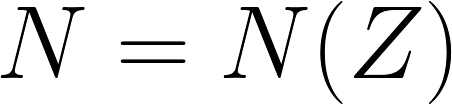 N = N(Z)